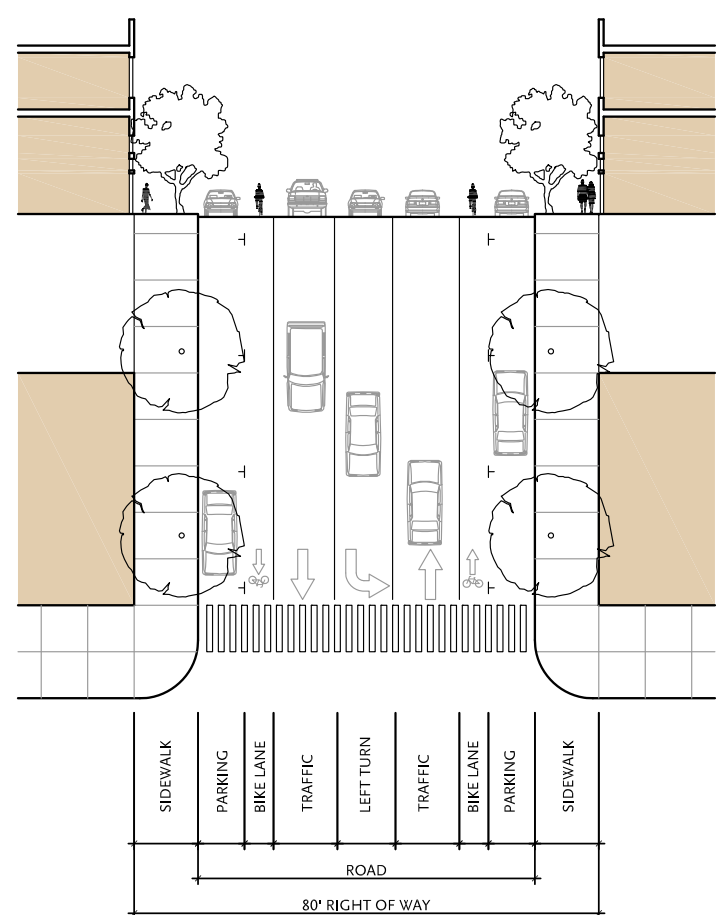 SIDEWALK
PARKING
BIKE LANE
TRAFFIC
LEFT TURN
TRAFFIC
BIKE LANE
PARKING
SIDEWALK
ROAD
80' RIGHT OF WAY